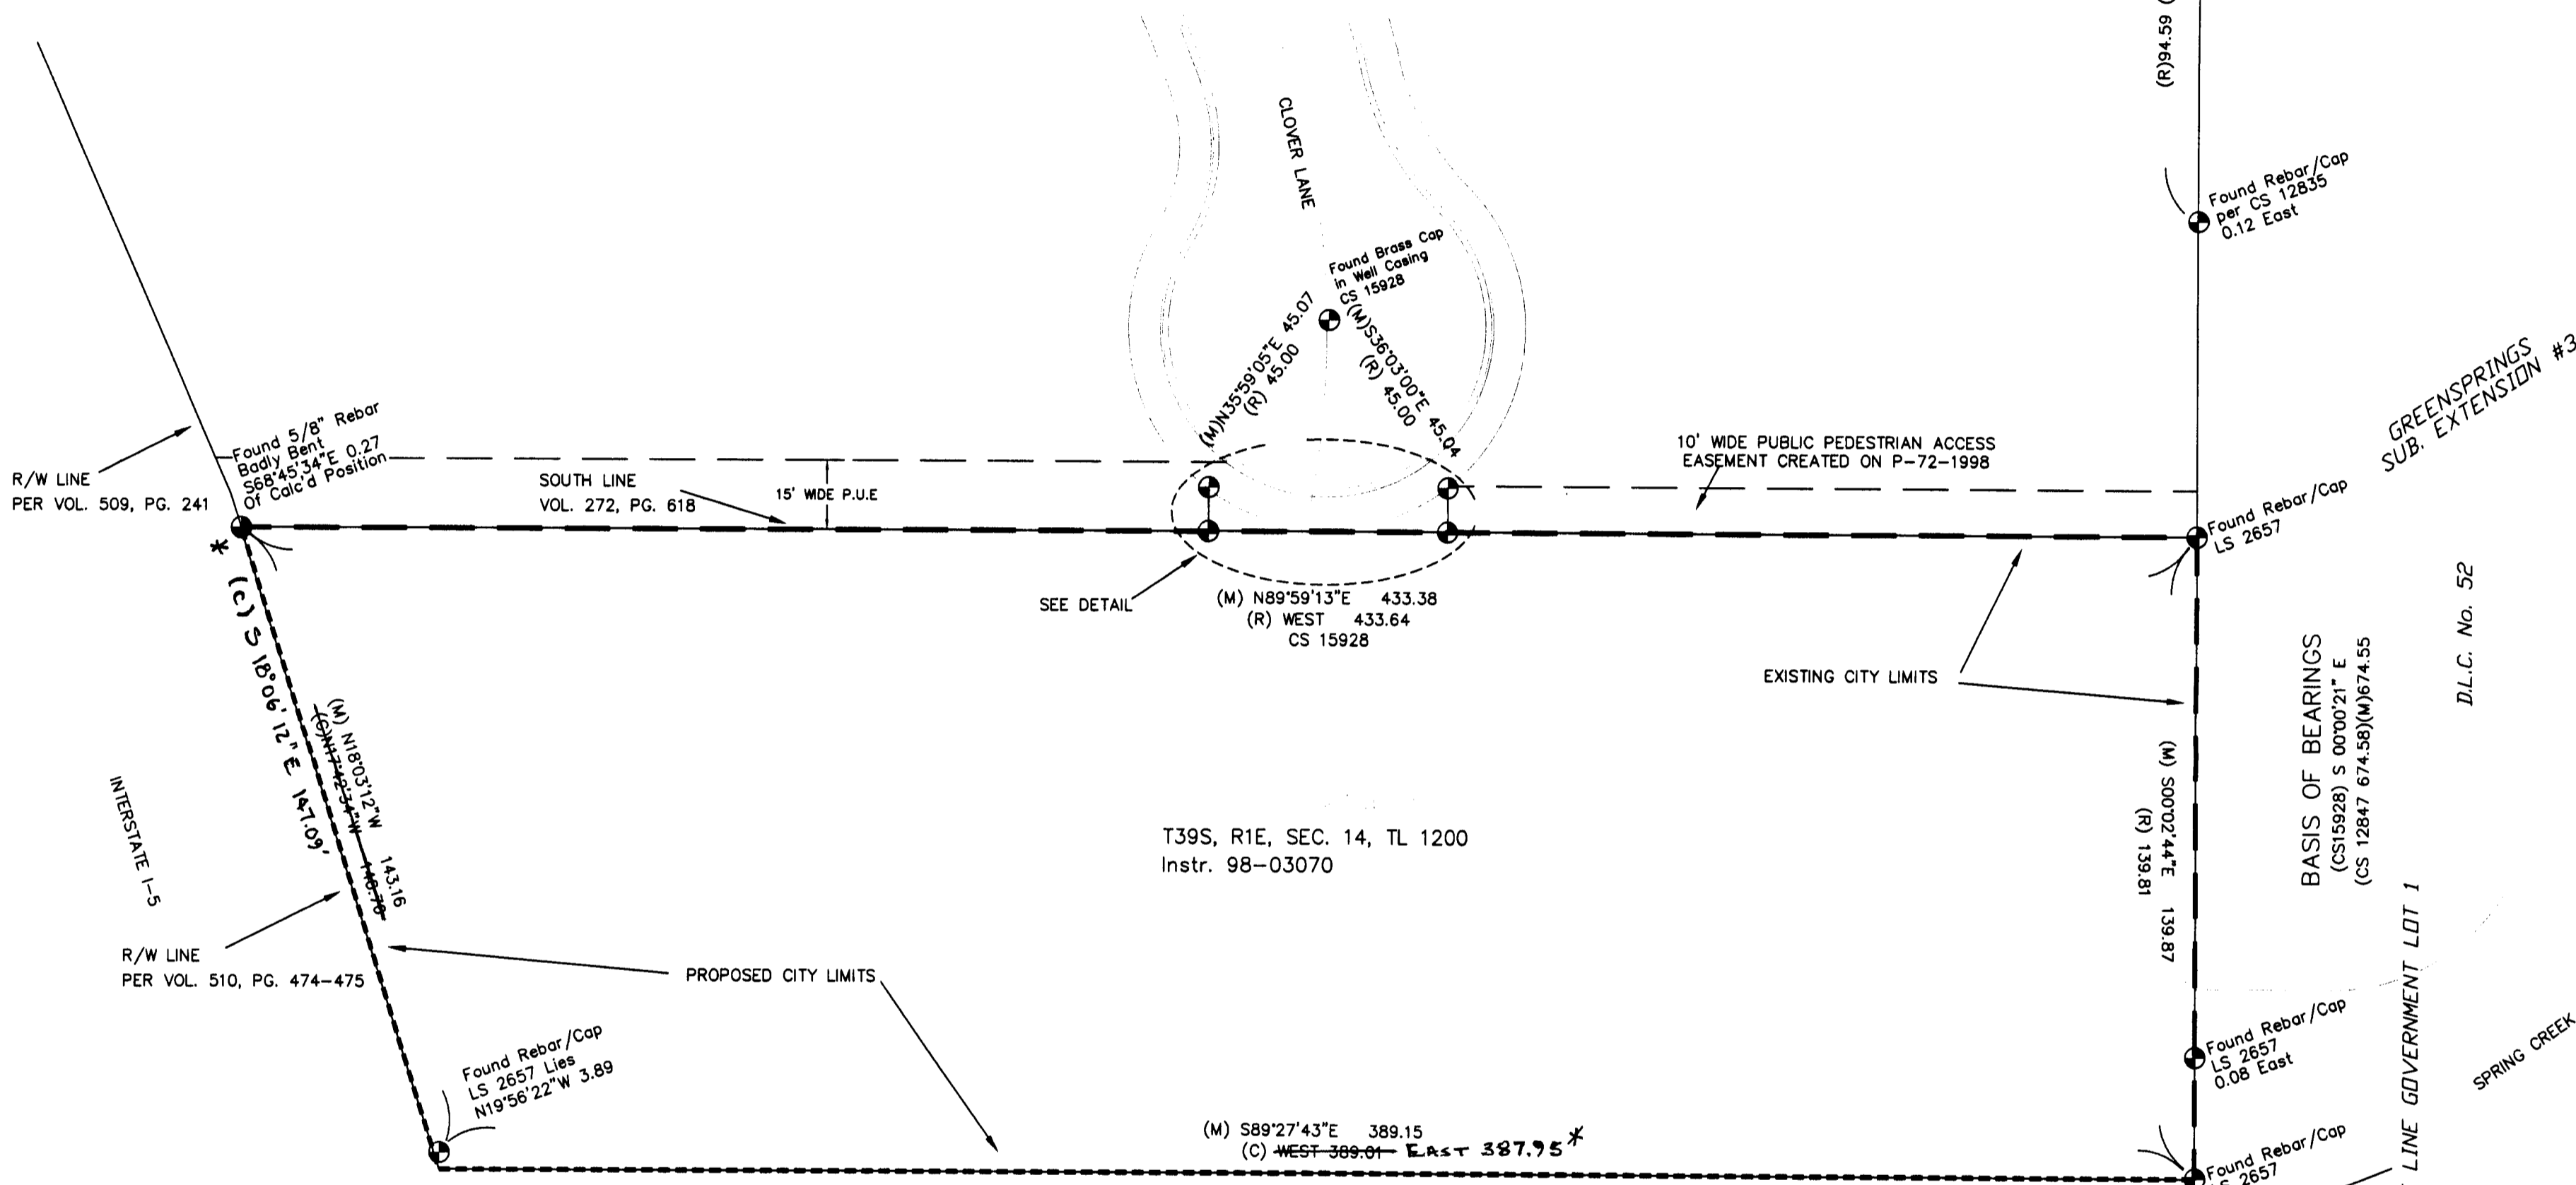 (R)94.59
CLOVER LANE
Found Rebar/Cap
per CS 12835
0.12 East
Found Brass Cap
in Well Casing
CS 15928
(M)N35°59'05"E 45.07
(R) 45.00
(M)S36°03'00"E 45.04
(R) 45.00
GREENSPRINGS
SUB. EXTENSION #3
R/W LINE
PER VOL. 509, PG. 241
Found 5/8" Rebar
Badly Bent
S68°45'34"E 0.27
Of Calc'd Position
SOUTH LINE
VOL. 272, PG. 618
15' WIDE P.U.E
10' WIDE PUBLIC PEDESTRIAN ACCESS
EASEMENT CREATED ON P-72-1998
Found Rebar/Cap
LS 2657
*
SEE DETAIL
(M) N89°59'13"E 433.38
(R) WEST 433.64
CS 15928
EXISTING CITY LIMITS
D.L.C. No. 52
BASIS OF BEARINGS
(CS15928) S 00°00'21" E
(CS 12847 674.58)(M)674.55
(M) S00°02'44"E 139.87
(R) 139.81
(C) S 18°06'12" E 147.09'
(M) N18°03'12"W 143.16
(C)N17°42'34"W 146.76
INTERSTATE I-5
T39S, R1E, SEC. 14, TL 1200
Instr. 98-03070
R/W LINE
PER VOL. 510, PG. 474-475
PROPOSED CITY LIMITS
LINE GOVERNMENT LOT 1
SPRING CREEK
Found Rebar/Cap
LS 2657
0.08 East
Found Rebar/Cap
LS 2657 Lies
N19°56'22"W 3.89
(M) S89°27'43"E 389.15
(C) WEST 389.01 EAST 387.95*
Found Rebar/Cap
LS 2657